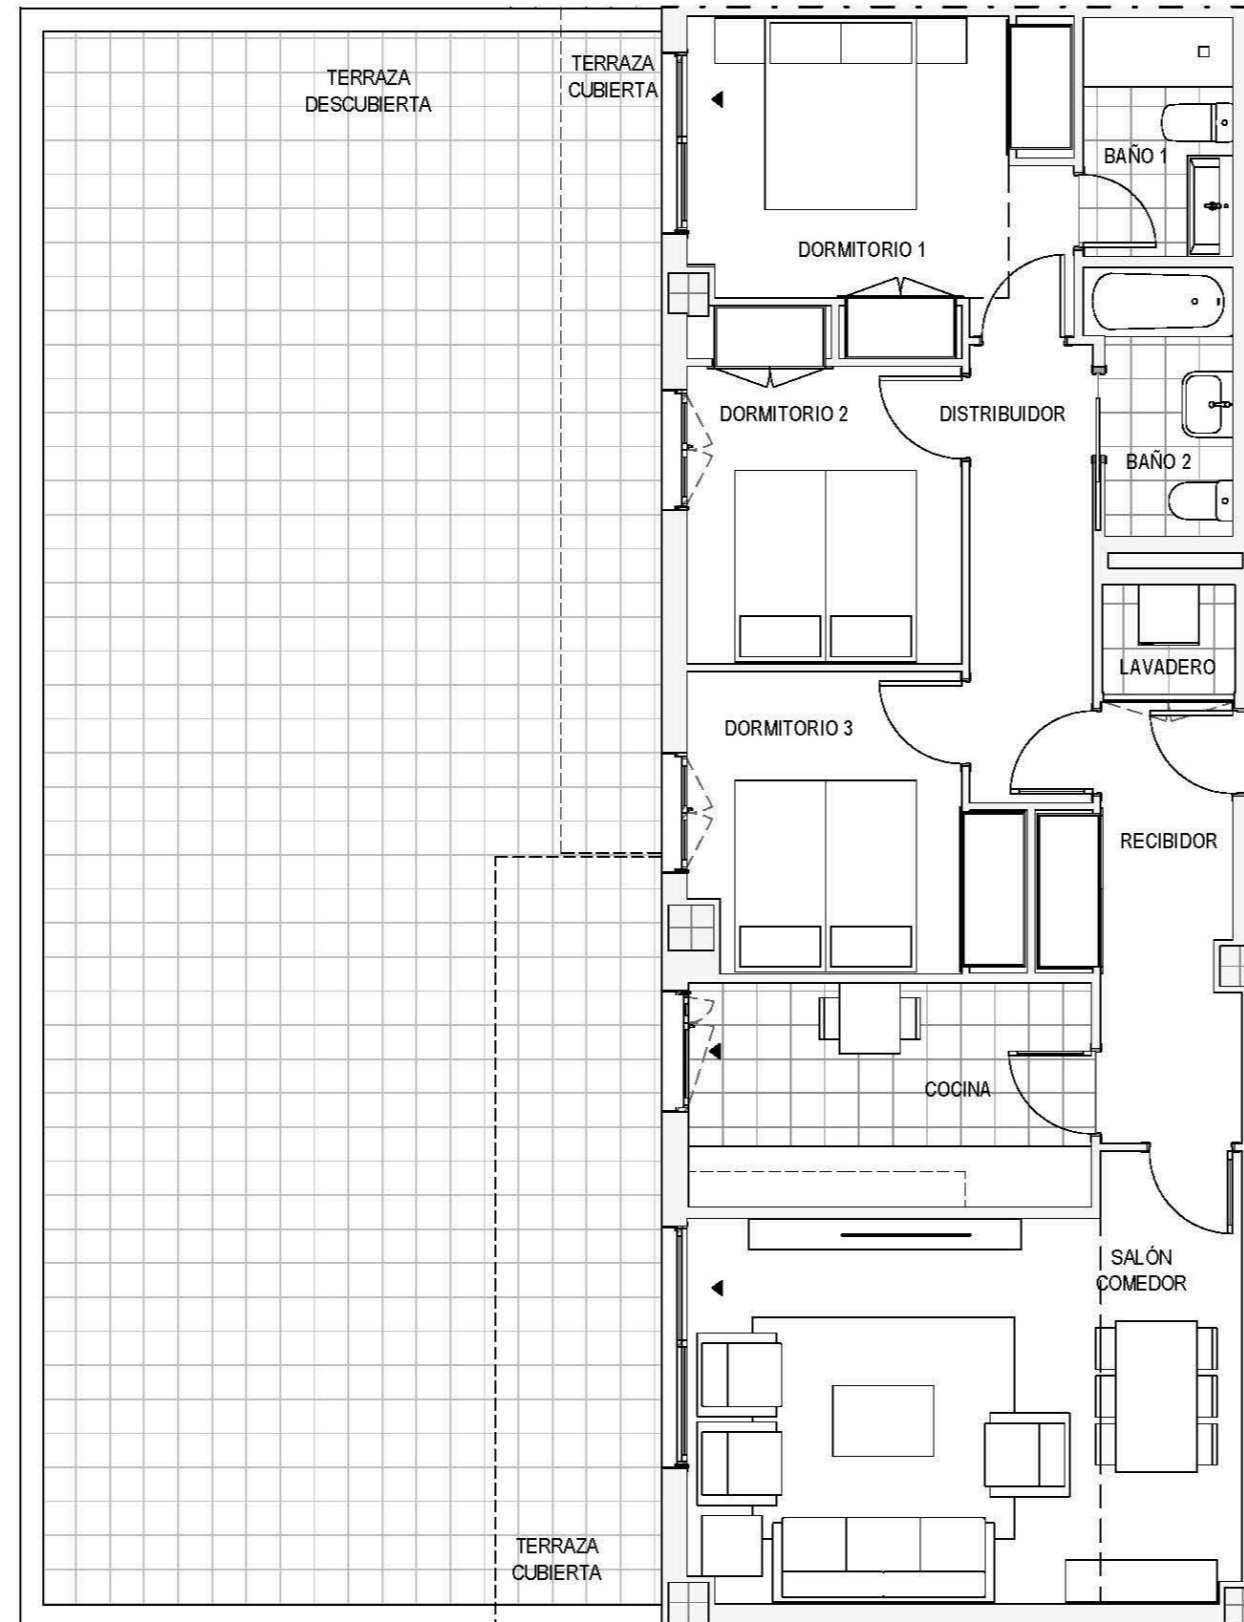 TERRAZA
DESCUBIERTA
TERRAZA
CUBIERTA
BAÑO 1
DORMITORIO 1
DORMITORIO 2
DISTRIBUIDOR
BAÑO 2
LAVADERO
DORMITORIO 3
RECIBIDOR
COCINA
SALÓN
COMEDOR
TERRAZA
CUBIERTA